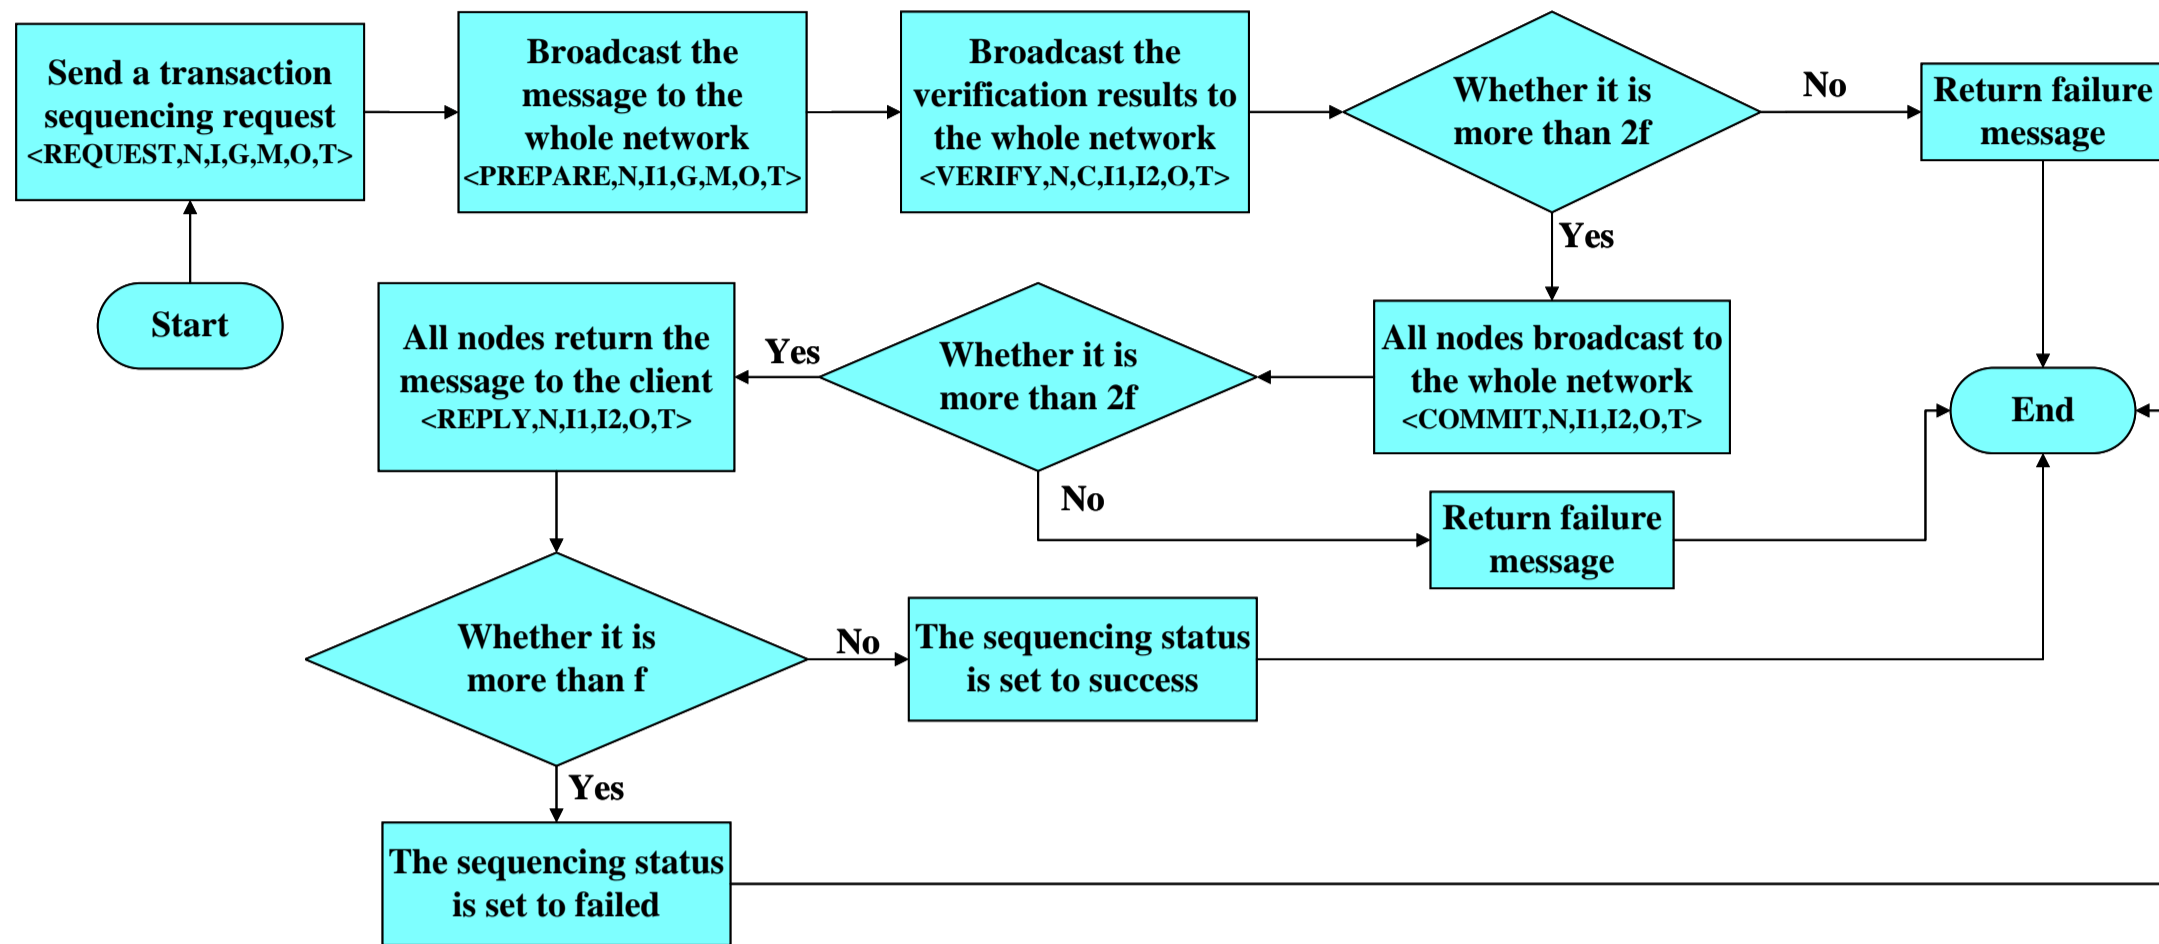 Send a transaction
sequencing request
<REQUEST,N,I,G,M,O,T>
Broadcast the
message to the
whole network
<PREPARE,N,I1,G,M,O,T>
Broadcast the
verification results to
the whole network
<VERIFY,N,C,I1,I2,O,T>
Whether it is
more than 2f
No
Return failure
message
Yes
Start
All nodes return the
message to the client
<REPLY,N,I1,I2,O,T>
Yes
Whether it is
more than 2f
All nodes broadcast to
the whole network
<COMMIT,N,I1,I2,O,T>
End
No
Return failure
message
Whether it is
more than f
No
The sequencing status
is set to success
Yes
The sequencing status
is set to failed